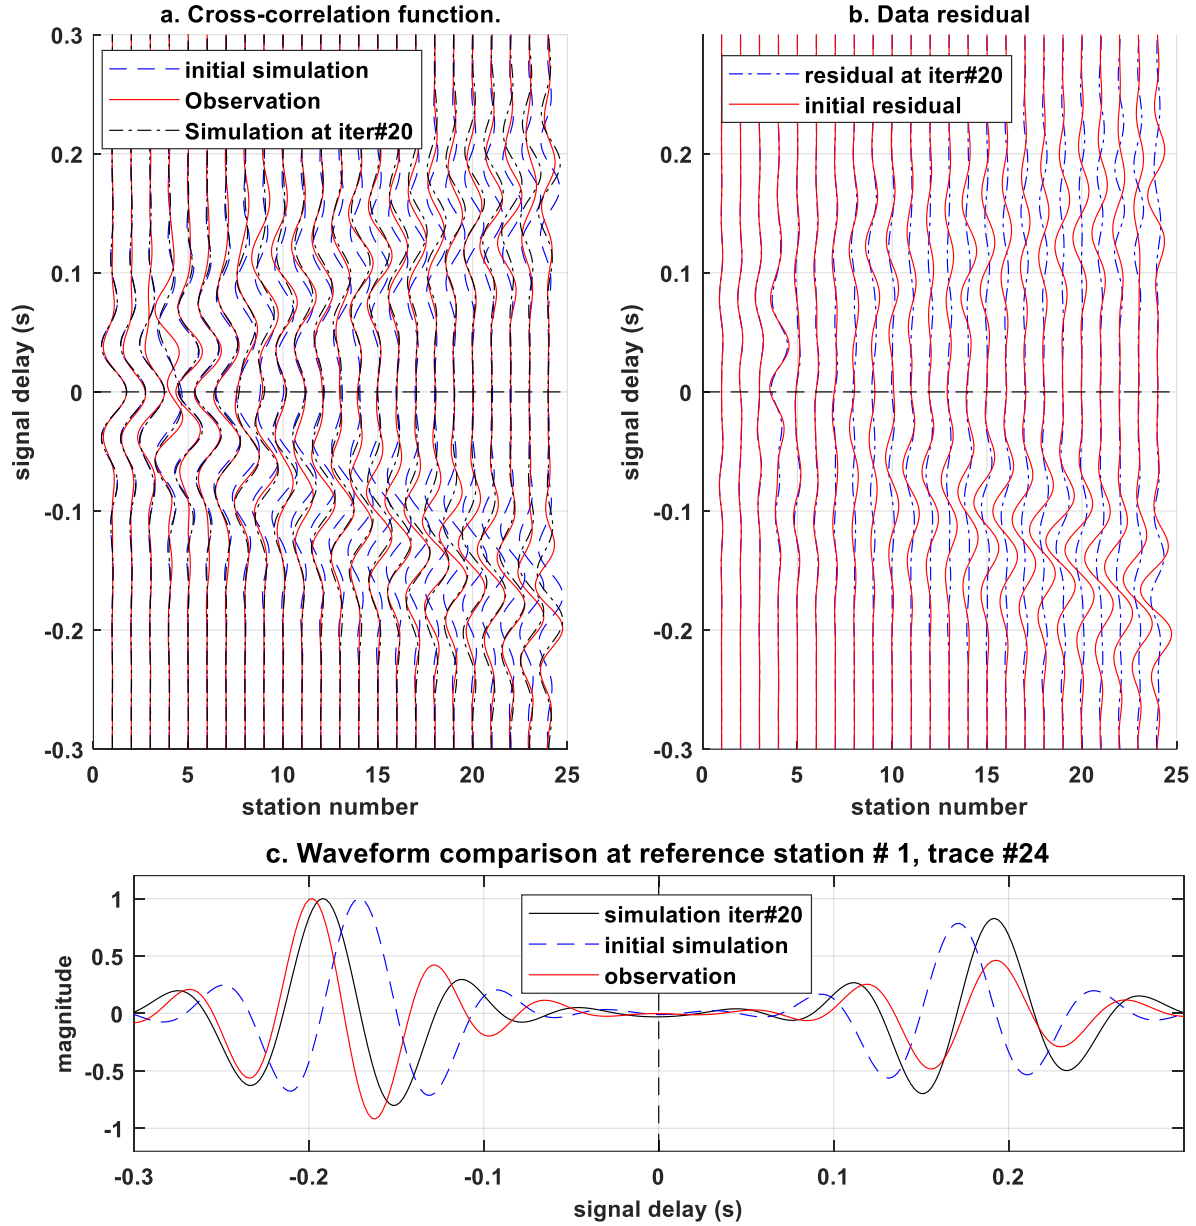 a. Cross-correlation function.
initial simulation
Observation
Simulation at iter#20
0.3
0.2
0.1
0
-0.1
-0.2
-0.3
signal delay (s)
0 5 10 15 20 25
station number
b. Data residual
residual at iter#20
initial residual
0.2
0.1
0
-0.1
-0.2
-0.3
signal delay (s)
0 5 10 15 20 25
station number
c. Waveform comparison at reference station # 1, trace #24
simulation iter#20
initial simulation
observation
1
0.5
0
-0.5
-1
magnitude
-0.3 -0.2 -0.1 0 0.1 0.2
signal delay (s)